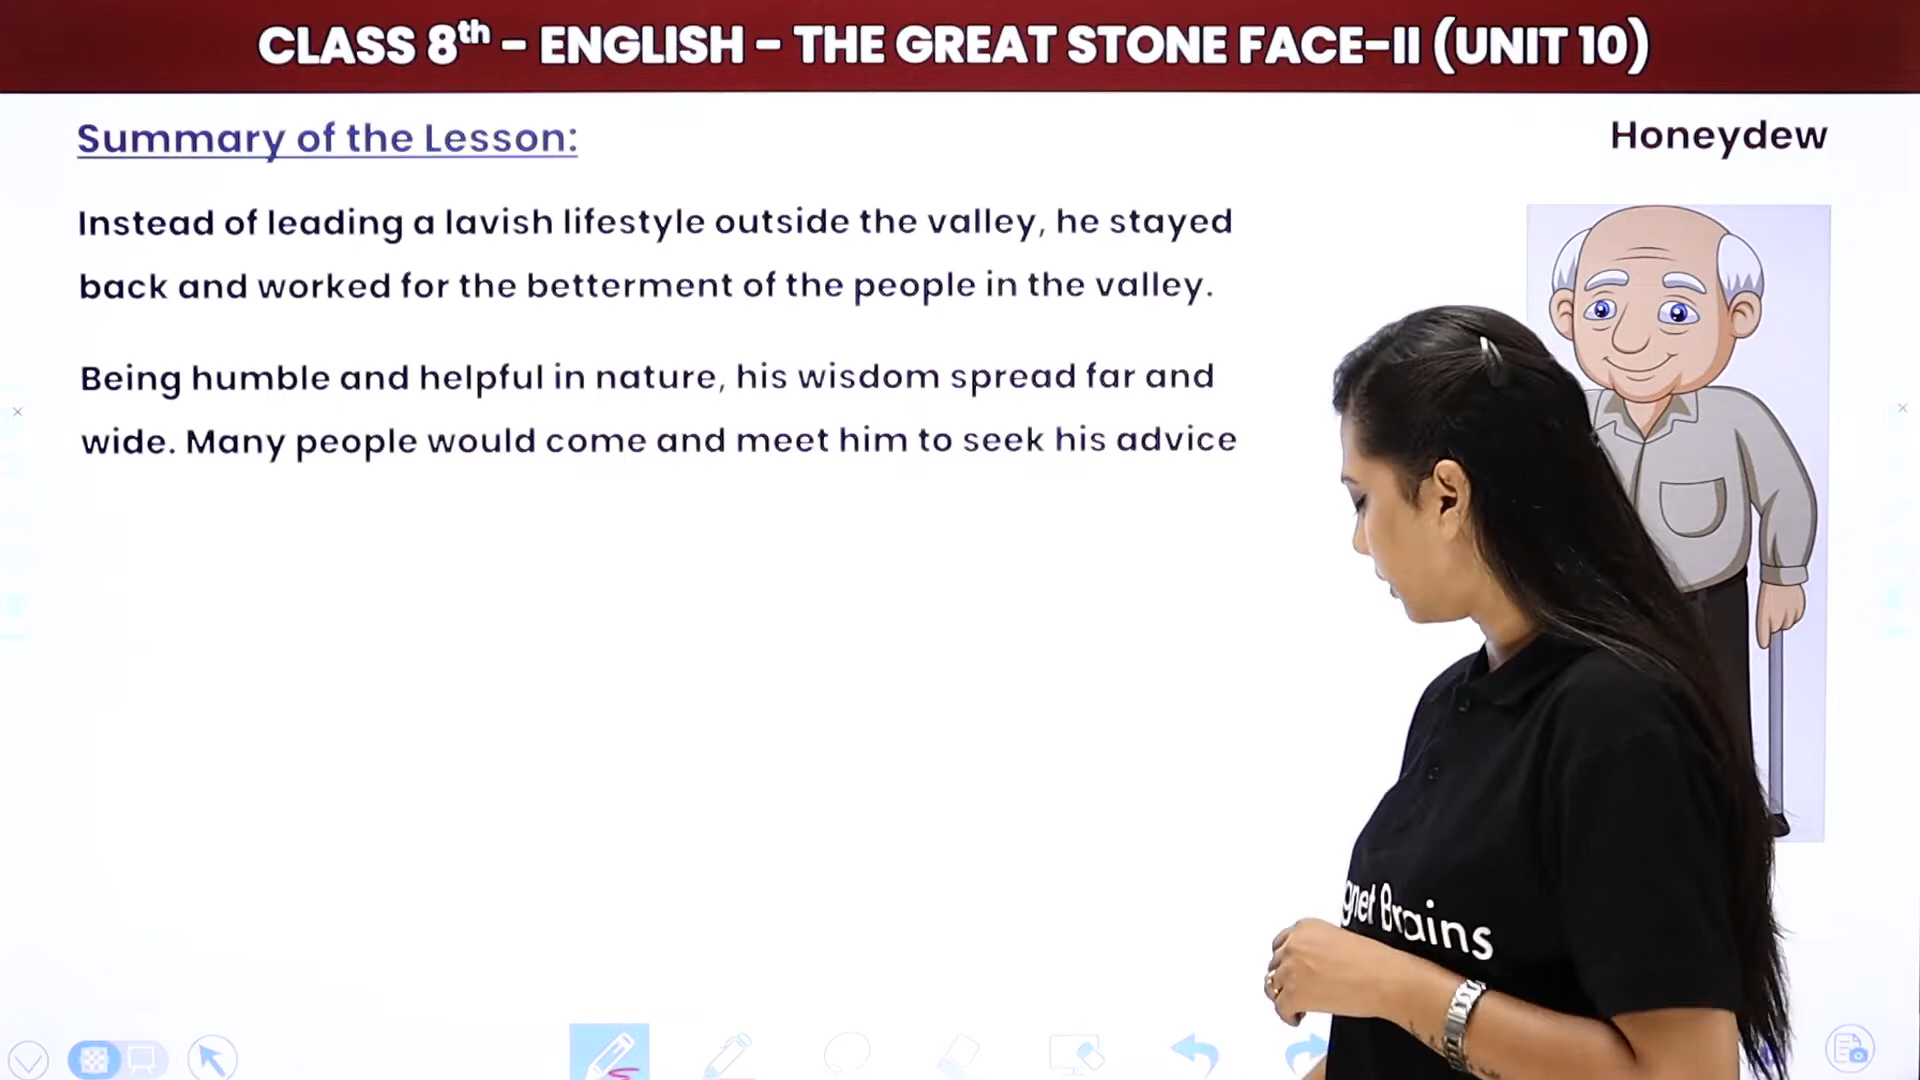 CLASS 8th - ENGLISH - THE GREAT STONE FACE-II (UNIT 10)
Summary of the Lesson:
Honeydew
Instead of leading a lavish lifestyle outside the valley, he stayed
back and worked for the betterment of the people in the valley.
Being humble and helpful in nature, his wisdom spread far and
wide. Many people would come and meet him to seek his advice
gnet Brains